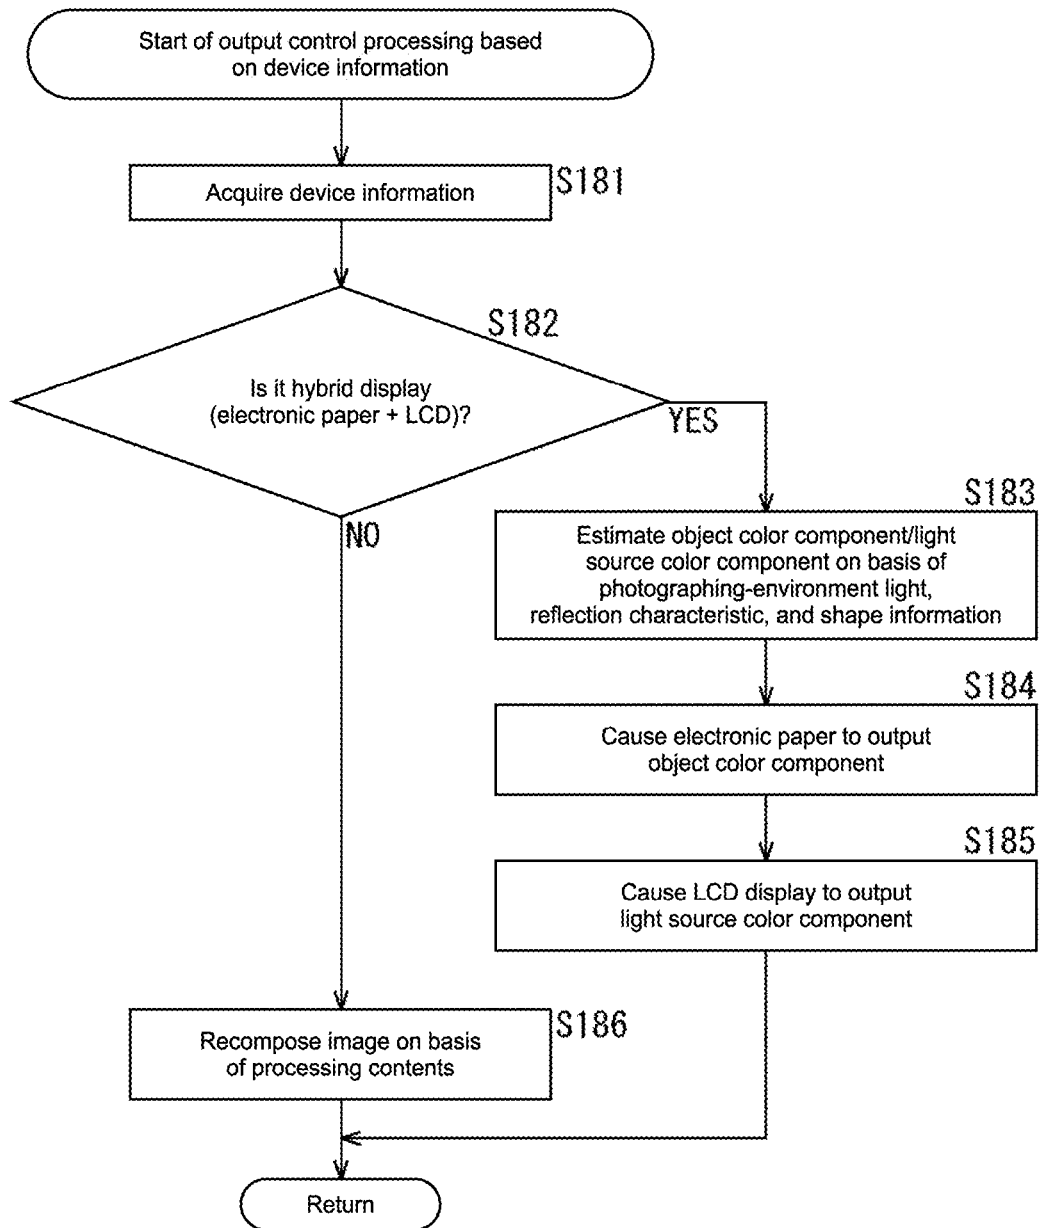 Start of output control processing based
on device information
S181
Acquire device information
S182
Is it hybrid display
(electronic paper + LCD)?
YES
NO
S183
Estimate object color component/light
source color component on basis of
photographing-environment light,
reflection characteristic, and shape information
S184
Cause electronic paper to output
object color component
S185
Cause LCD display to output
light source color component
S186
Recompose image on basis
of processing contents
Return